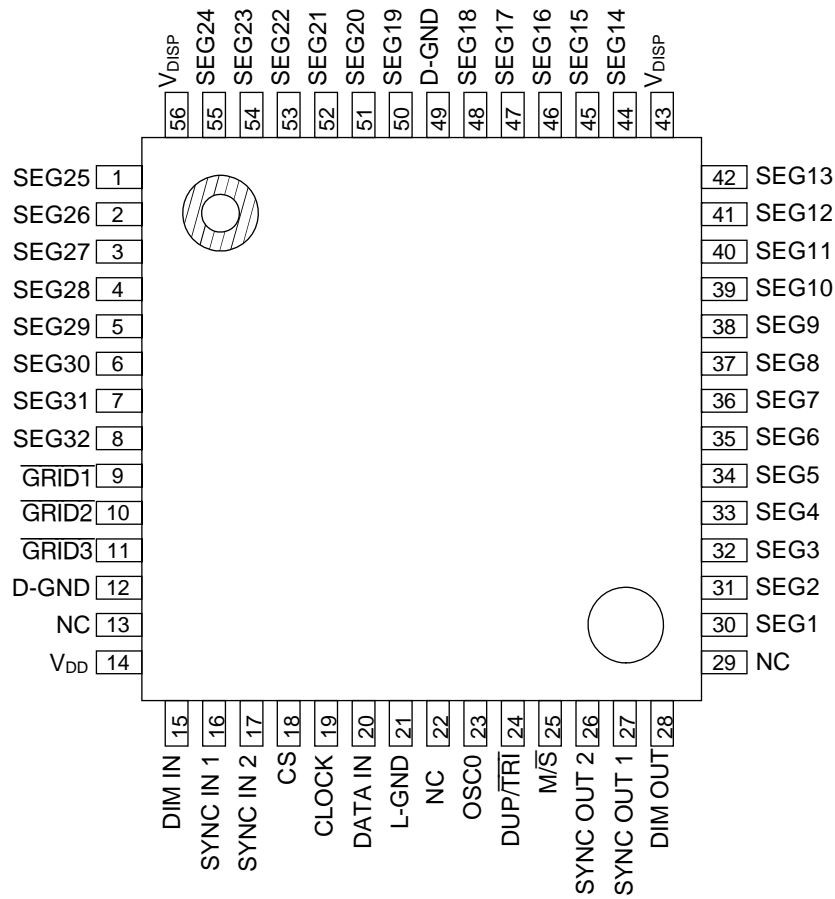 VDISP SEG24 SEG23 SEG22 SEG21 SEG20 SEG19 D-GND SEG18 SEG17 SEG16 SEG15 SEG14 VDISP
56 55 54 53 52 51 50 49 48 47 46 45 44 43
SEG25 1
SEG26 2
SEG27 3
SEG28 4
SEG29 5
SEG30 6
SEG31 7
SEG32 8
G̅R̅I̅D̅1̅ 9
G̅R̅I̅D̅2̅ 10
G̅R̅I̅D̅3̅ 11
D-GND 12
NC 13
VDD 14
42 SEG13
41 SEG12
40 SEG11
39 SEG10
38 SEG9
37 SEG8
36 SEG7
35 SEG6
34 SEG5
33 SEG4
32 SEG3
31 SEG2
30 SEG1
29 NC
15 16 17 18 19 20 21 22 23 24 25 26 27 28
DIM IN
SYNC IN 1
SYNC IN 2
CS
CLOCK
DATA IN
L-GND
NC
OSC0
DUP/T̅R̅I̅
M/S̅
SYNC OUT 2
SYNC OUT 1
DIM OUT